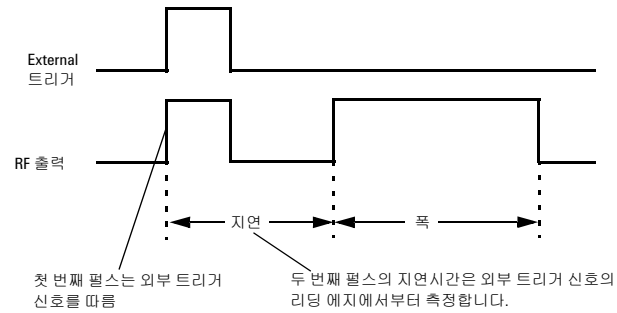 External
트리거
RF 출력
지연
폭
첫 번째 펄스는 외부 트리거
신호를 따름
두 번째 펄스의 지연시간은 외부 트리거 신호의
리딩 에지에서부터 측정합니다.